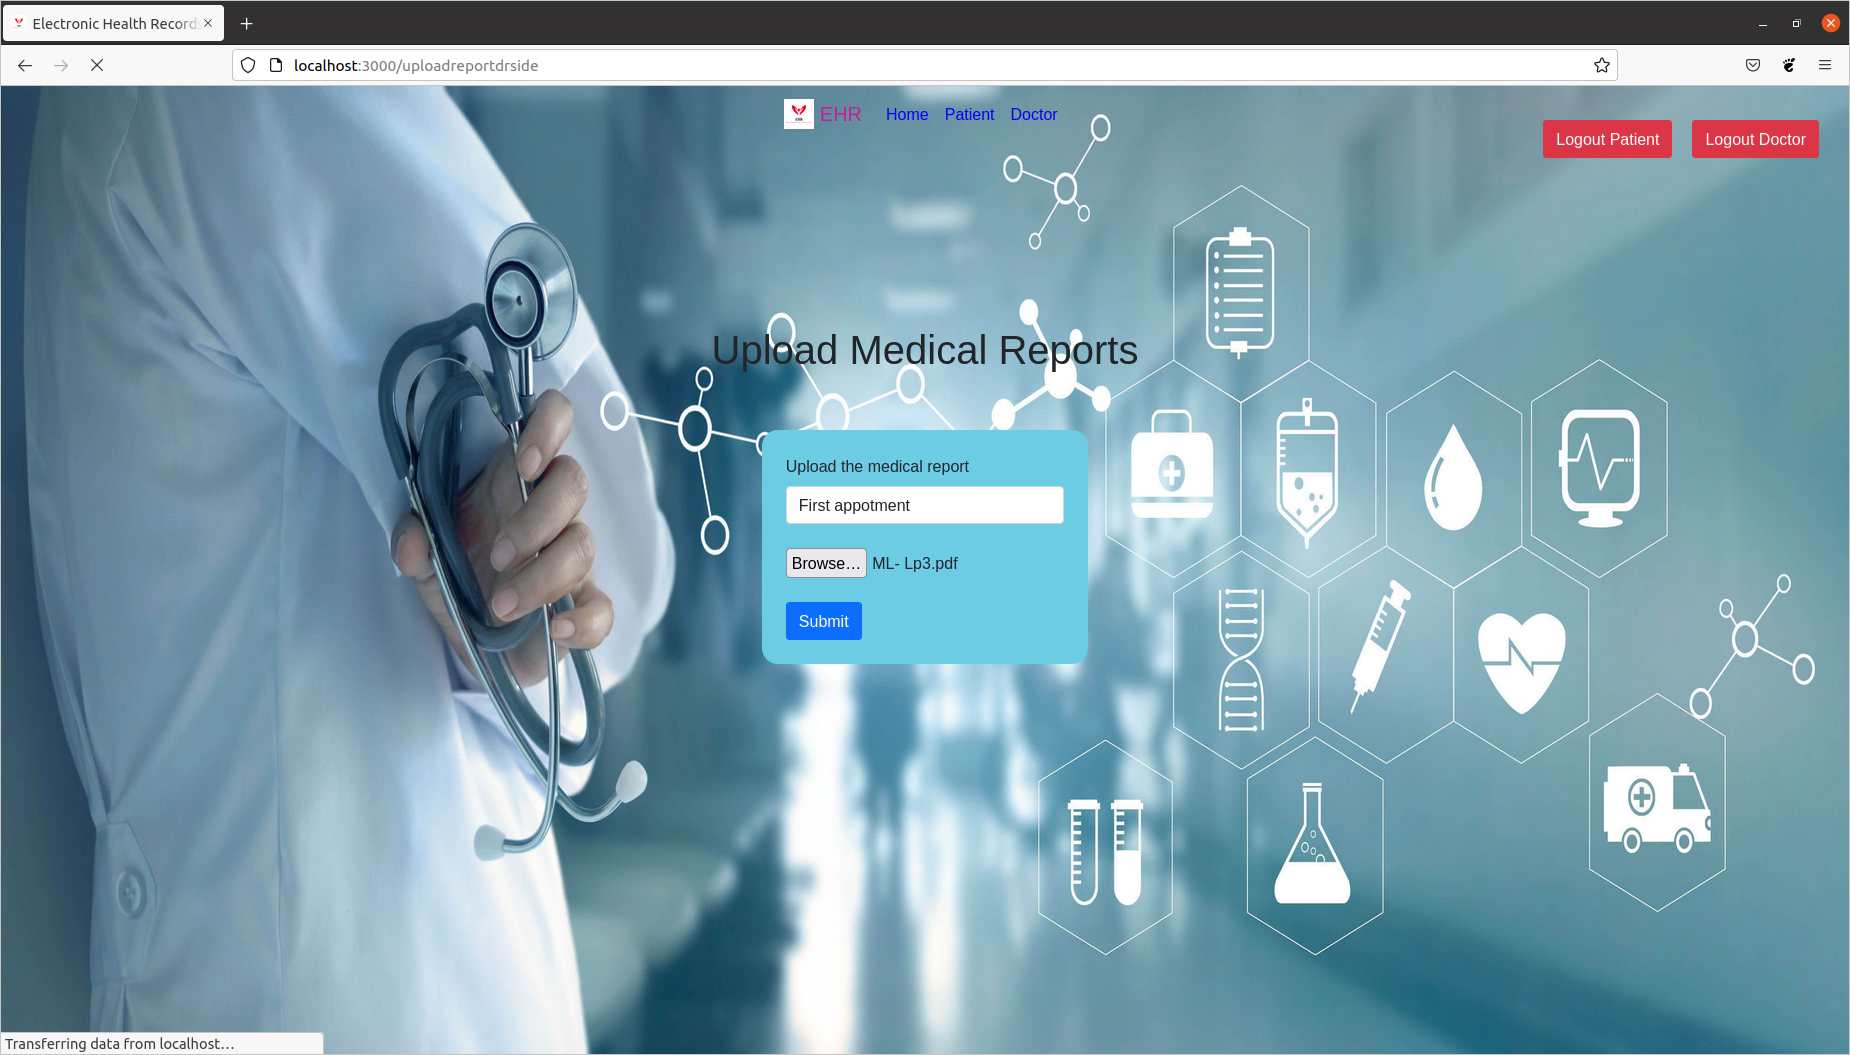 Electronic Health Records
localhost:3000/uploadreportdrside
EHR Home Patient Doctor
Logout Patient Logout Doctor
Upload Medical Reports
Upload the medical report
First appotment
Browse… ML- Lp3.pdf
Submit
Transferring data from localhost…